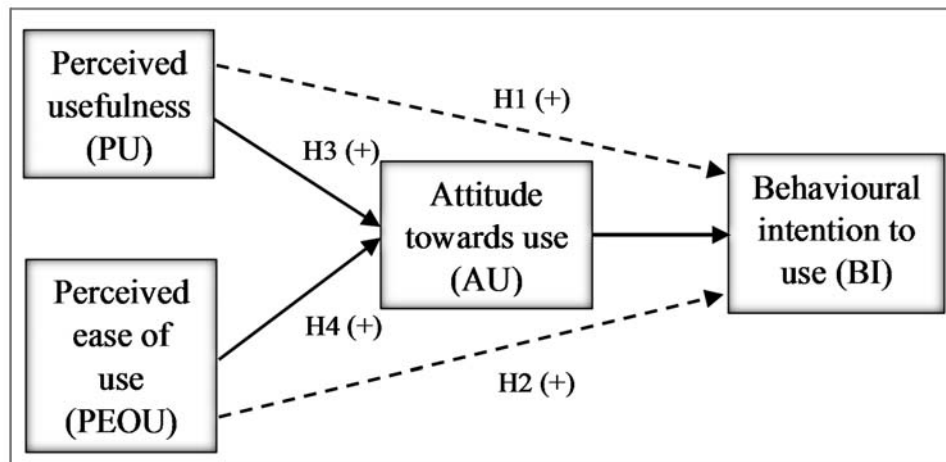 Perceived
usefulness
(PU)
H1 (+)
H3 (+)
Attitude
towards use
(AU)
Behavioural
intention to
use (BI)
Perceived
ease of
use
(PEOU)
H4 (+)
H2 (+)